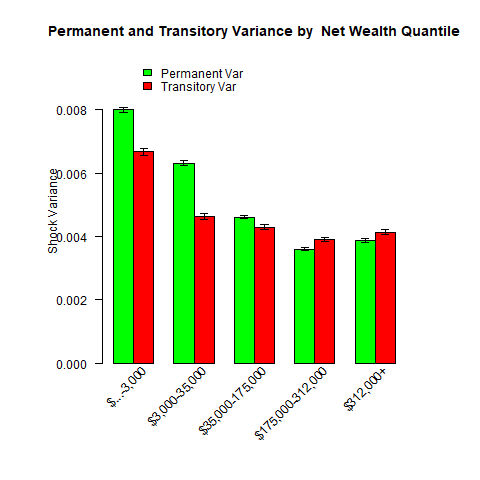 Permanent and Transitory Variance by  Net Wealth Quantile
Permanent Var
Transitory Var
Shock Variance
0.008
0.006
0.004
0.002
0.000
$...-3,000
$3,000-35,000
$35,000-175,000
$175,000-312,000
$312,000+